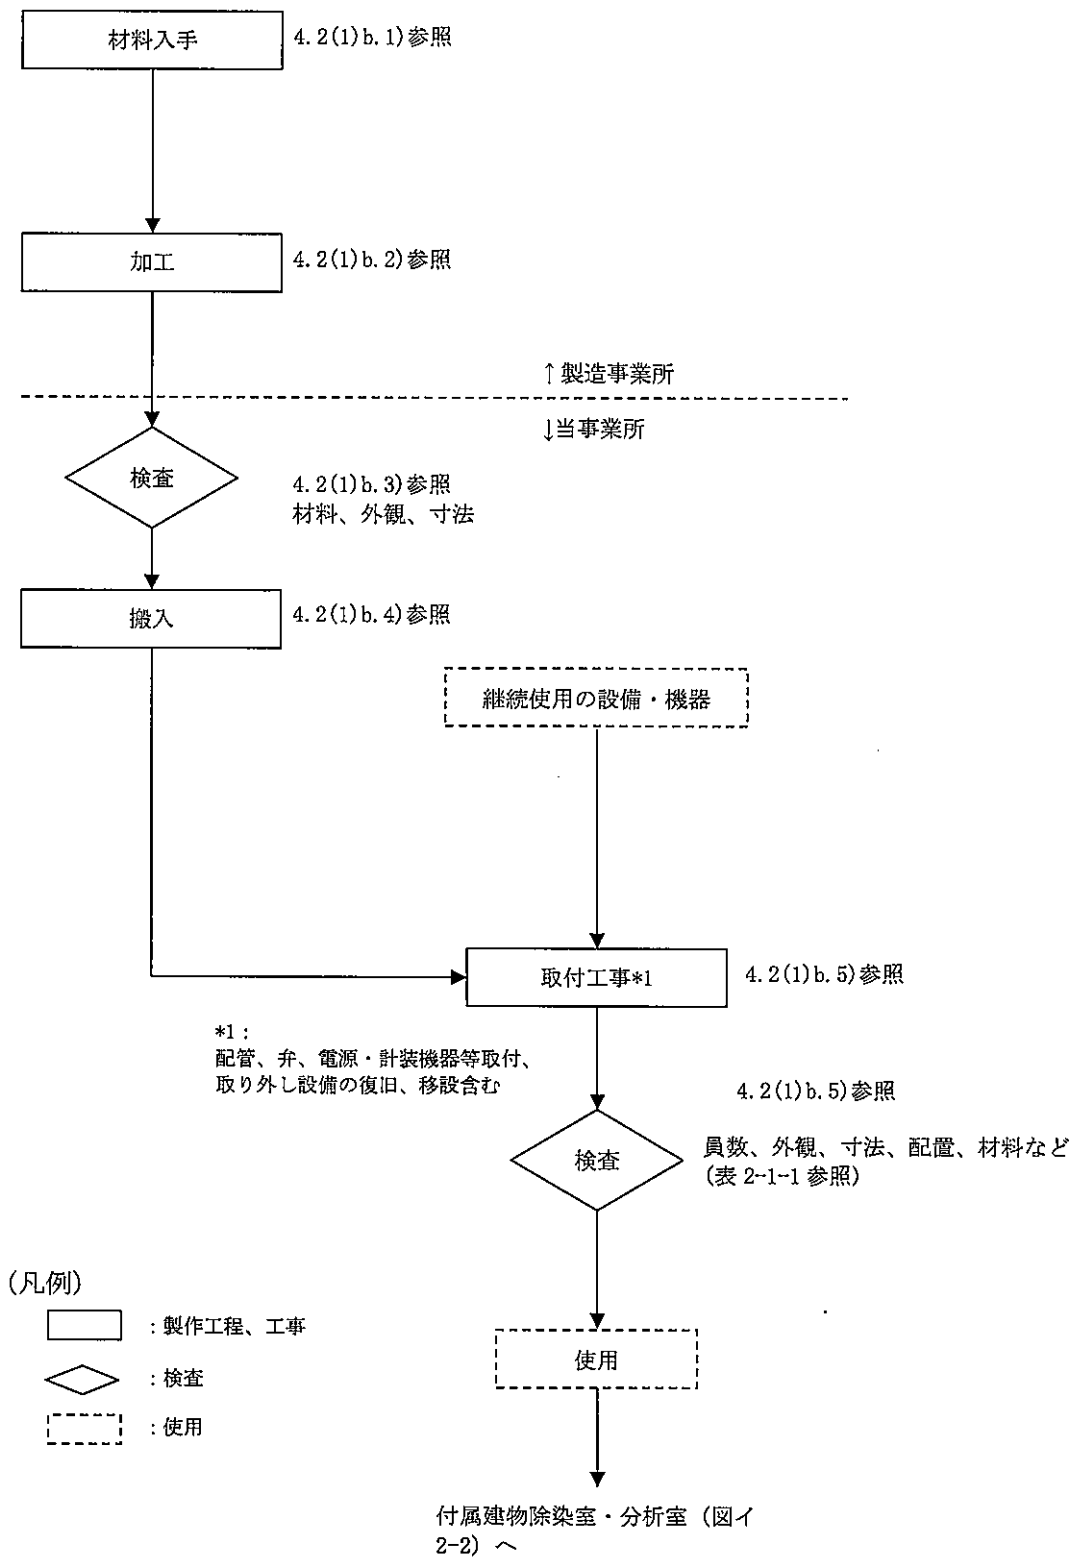 材料入手
4.2(1)b.1)参照
加工
4.2(1)b.2)参照
↑製造事業所
↓当事業所
検査
4.2(1)b.3)参照
材料、外観、寸法
搬入
4.2(1)b.4)参照
継続使用の設備・機器
取付工事*1
4.2(1)b.5)参照
*1：
配管、弁、電源・計装機器等取付、
取り外し設備の復旧、移設含む
4.2(1)b.5)参照
検査
員数、外観、寸法、配置、材料など
(表 2-1-1 参照)
(凡例)
：製作工程、工事
：検査
：使用
使用
付属建物除染室・分析室（図イ
2-2）へ